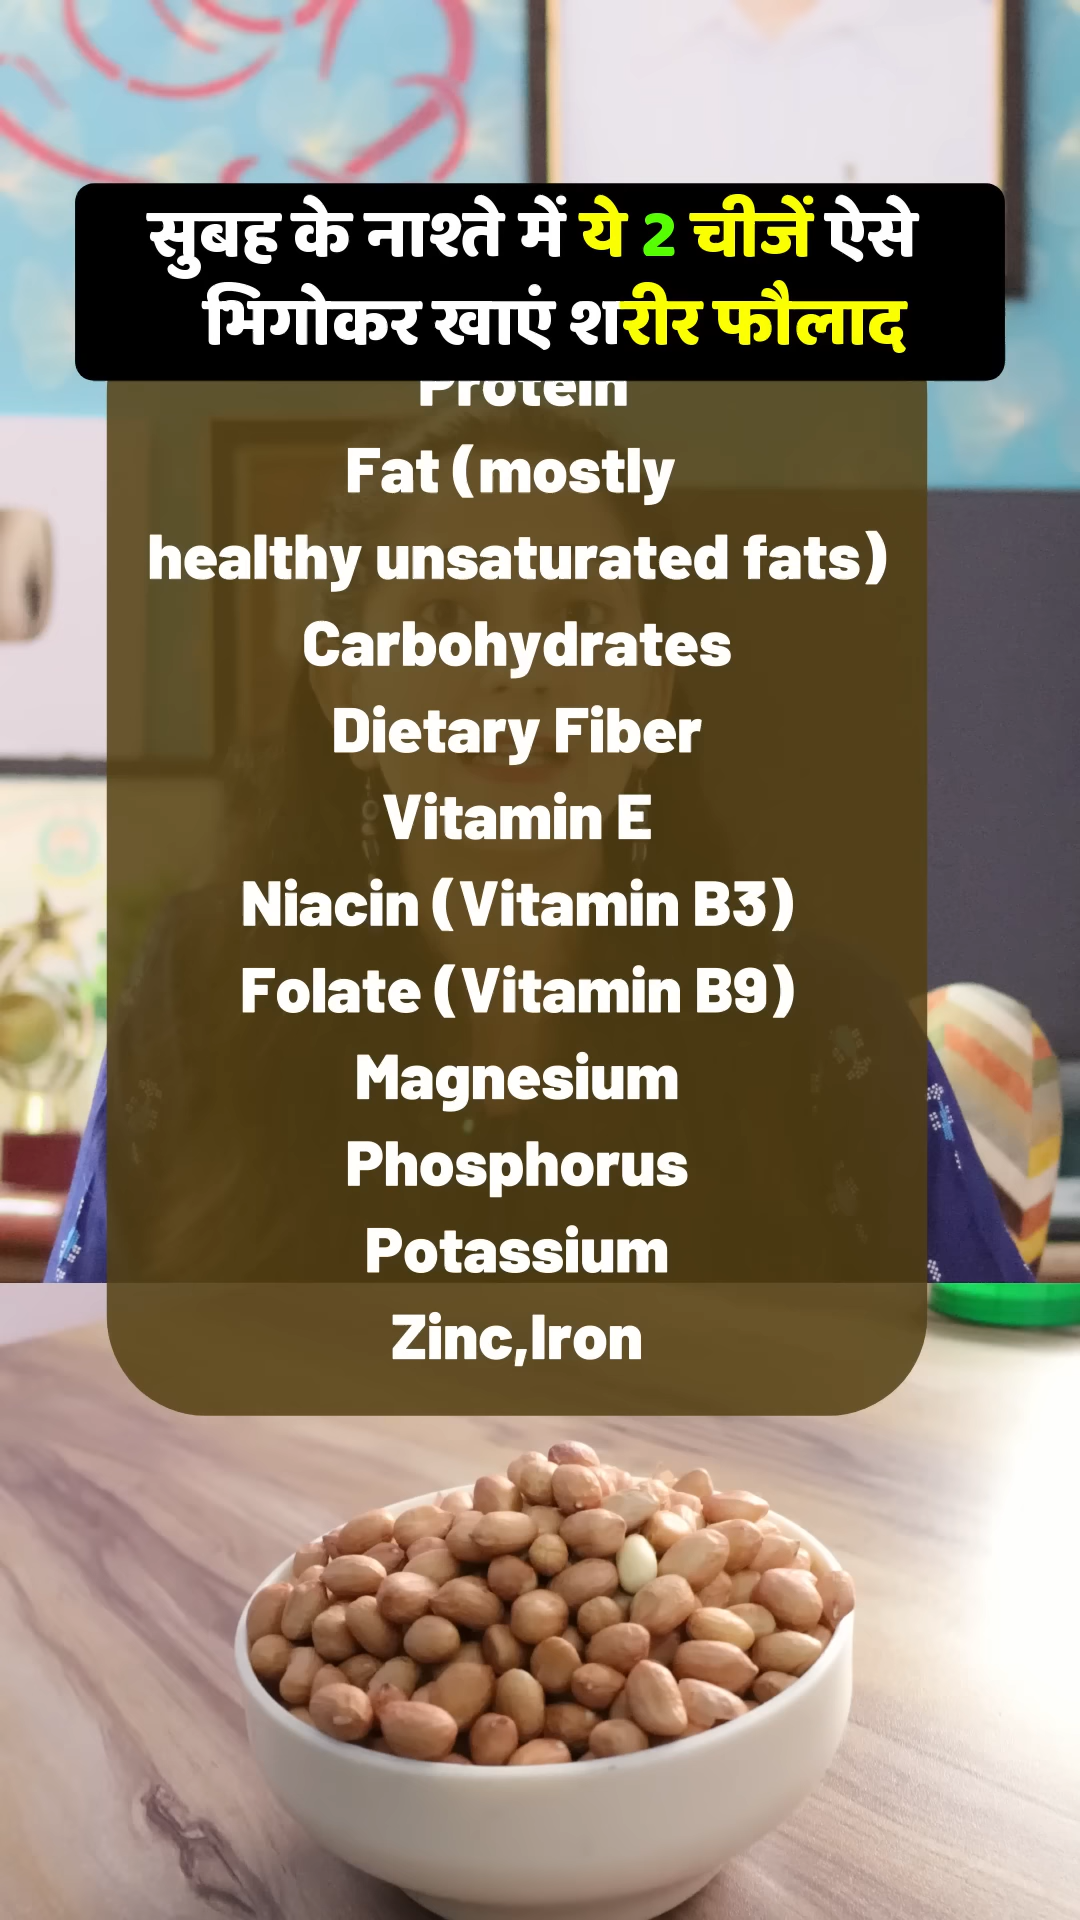 सुबह के नाश्ते में ये 2 चीजें ऐसे
भिगोकर खाएं शरीर फौलाद
Protein
Fat (mostly
healthy unsaturated fats)
Carbohydrates
Dietary Fiber
Vitamin E
Niacin (Vitamin B3)
Folate (Vitamin B9)
Magnesium
Phosphorus
Potassium
Zinc,Iron